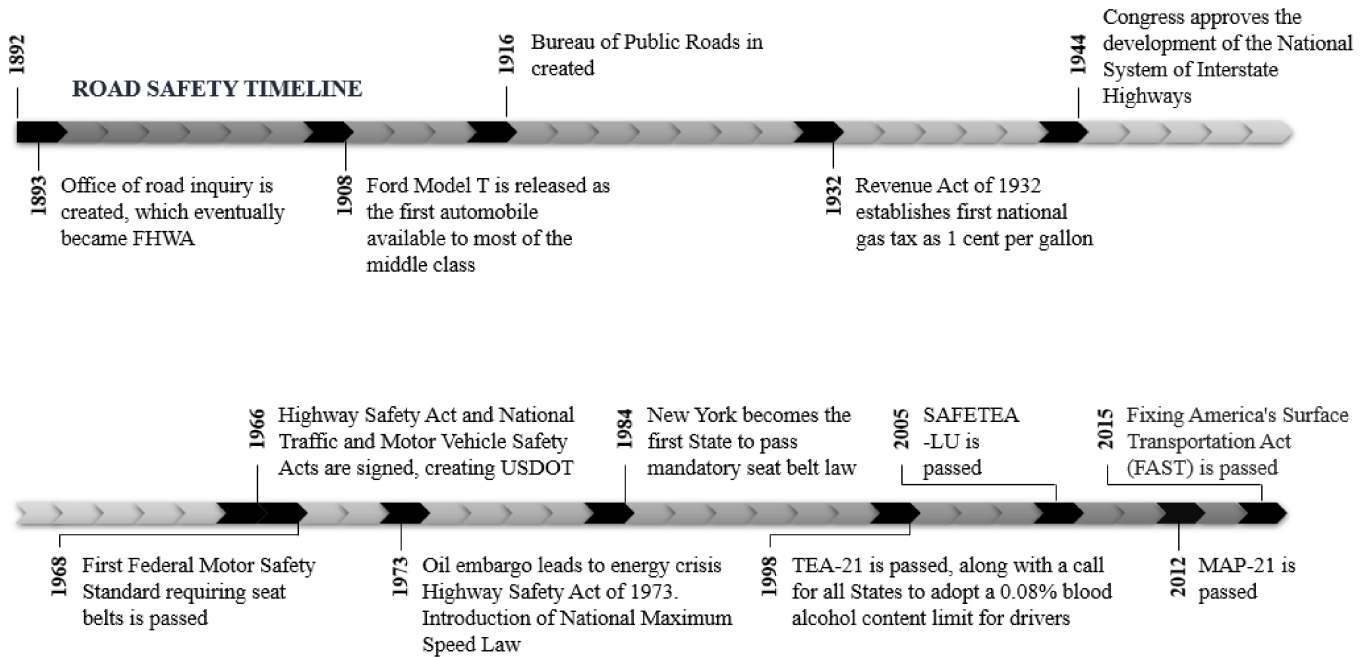 1892
ROAD SAFETY TIMELINE
1916
Bureau of Public Roads in
created
1944
Congress approves the
development of the National
System of Interstate
Highways
1893
Office of road inquiry is
created, which eventually
became FHWA
1908
Ford Model T is released as
the first automobile
available to most of the
middle class
1932
Revenue Act of 1932
establishes first national
gas tax as 1 cent per gallon
1966
Highway Safety Act and National
Traffic and Motor Vehicle Safety
Acts are signed, creating USDOT
1984
New York becomes the
first State to pass
mandatory seat belt law
2005
SAFETEA
-LU is
passed
2015
Fixing America's Surface
Transportation Act
(FAST) is passed
1968
First Federal Motor Safety
Standard requiring seat
belts is passed
1973
Oil embargo leads to energy crisis
Highway Safety Act of 1973.
Introduction of National Maximum
Speed Law
1998
TEA-21 is passed, along with a call
for all States to adopt a 0.08% blood
alcohol content limit for drivers
2012
MAP-21 is
passed